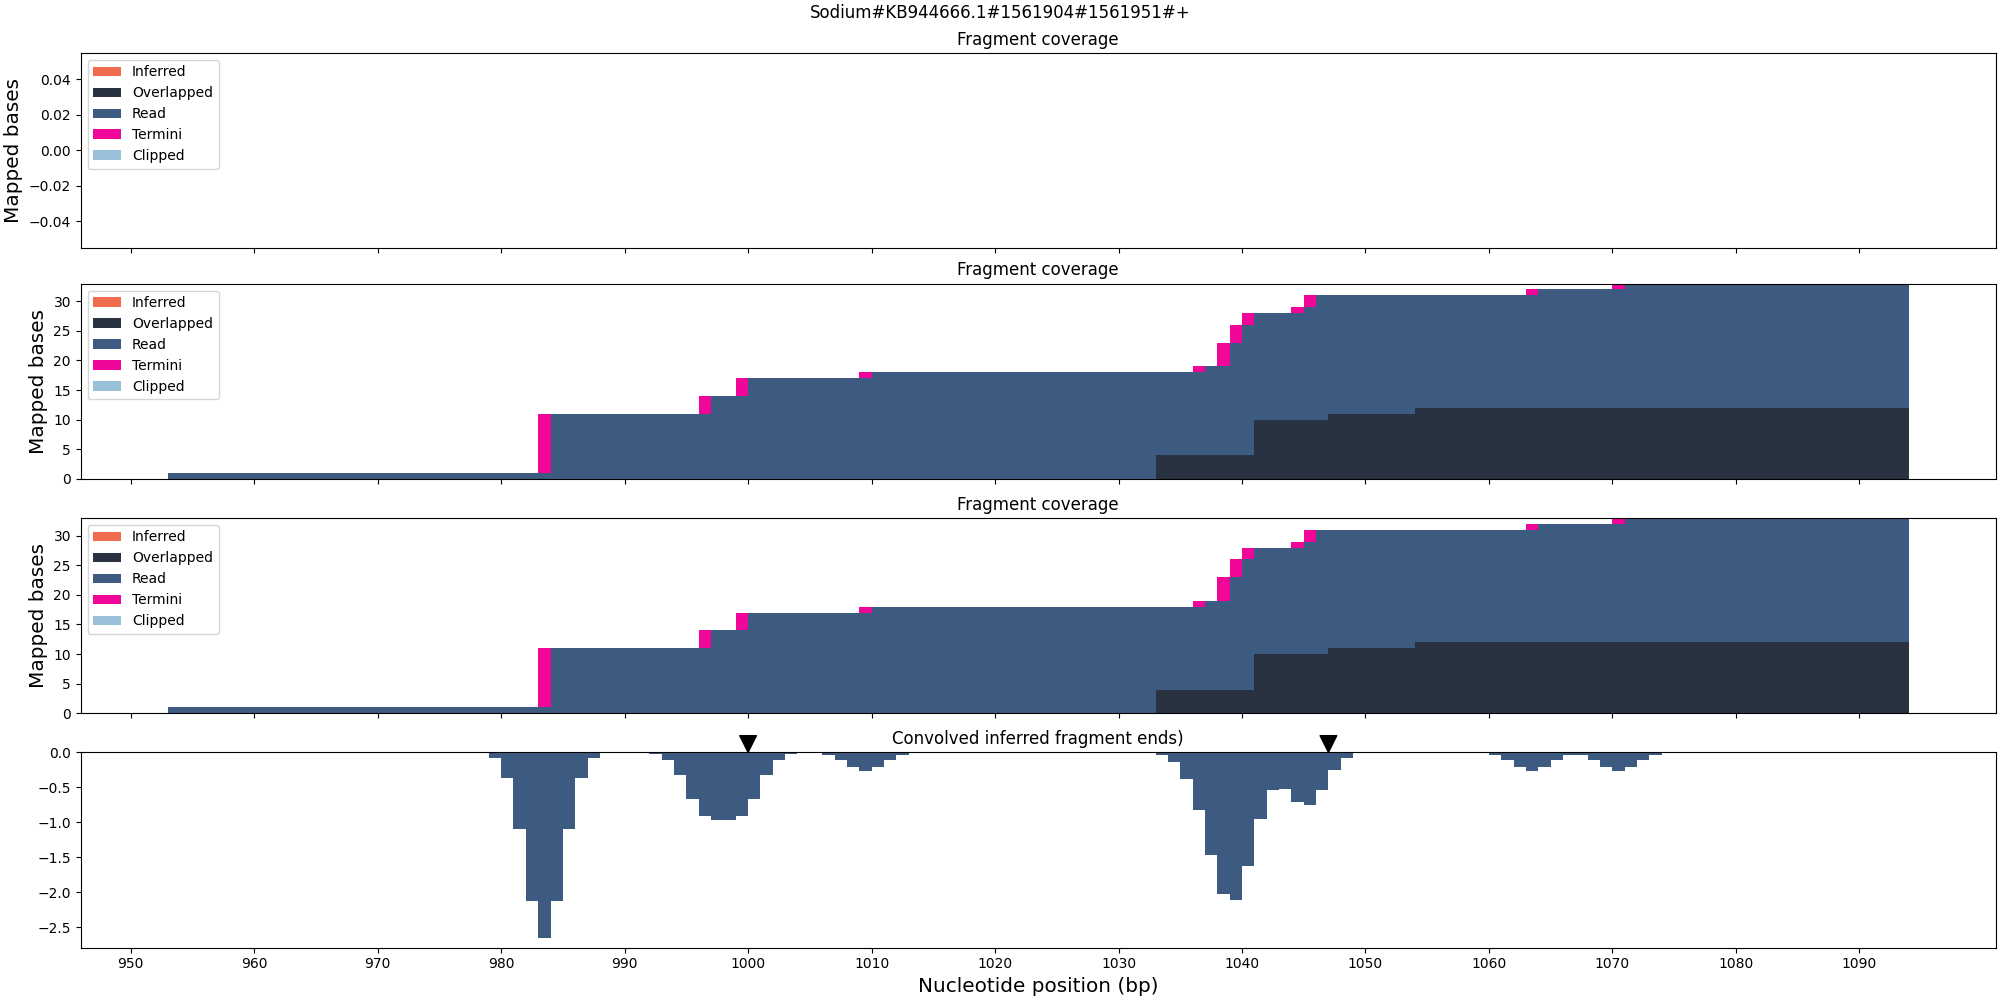 Sodium#KB944666.1#1561904#1561951#+
Fragment coverage
Mapped bases
0.04
0.02
0.00
−0.02
−0.04
Inferred
Overlapped
Read
Termini
Clipped
Fragment coverage
Mapped bases
30
25
20
15
10
5
0
Inferred
Overlapped
Read
Termini
Clipped
Fragment coverage
Mapped bases
30
25
20
15
10
5
0
Inferred
Overlapped
Read
Termini
Clipped
Convolved inferred fragment ends)
0.0
−0.5
−1.0
−1.5
−2.0
−2.5
950 960 970 980 990 1000 1010 1020 1030 1040 1050 1060 1070 1080 1090
Nucleotide position (bp)